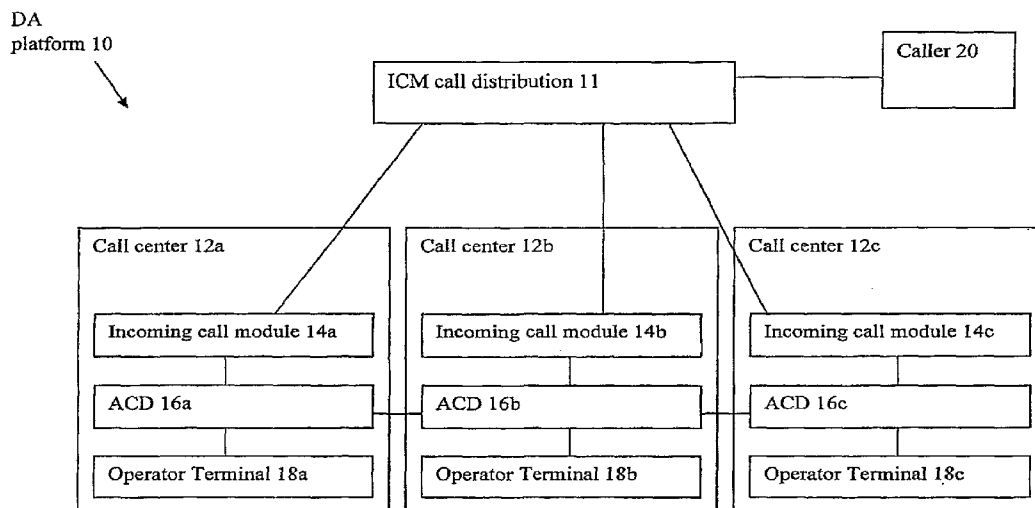 DA
platform 10
Caller 20
ICM call distribution 11
Call center 12a
Call center 12b
Call center 12c
Incoming call module 14a
Incoming call module 14b
Incoming call module 14c
ACD 16a
ACD 16b
ACD 16c
Operator Terminal 18a
Operator Terminal 18b
Operator Terminal 18c